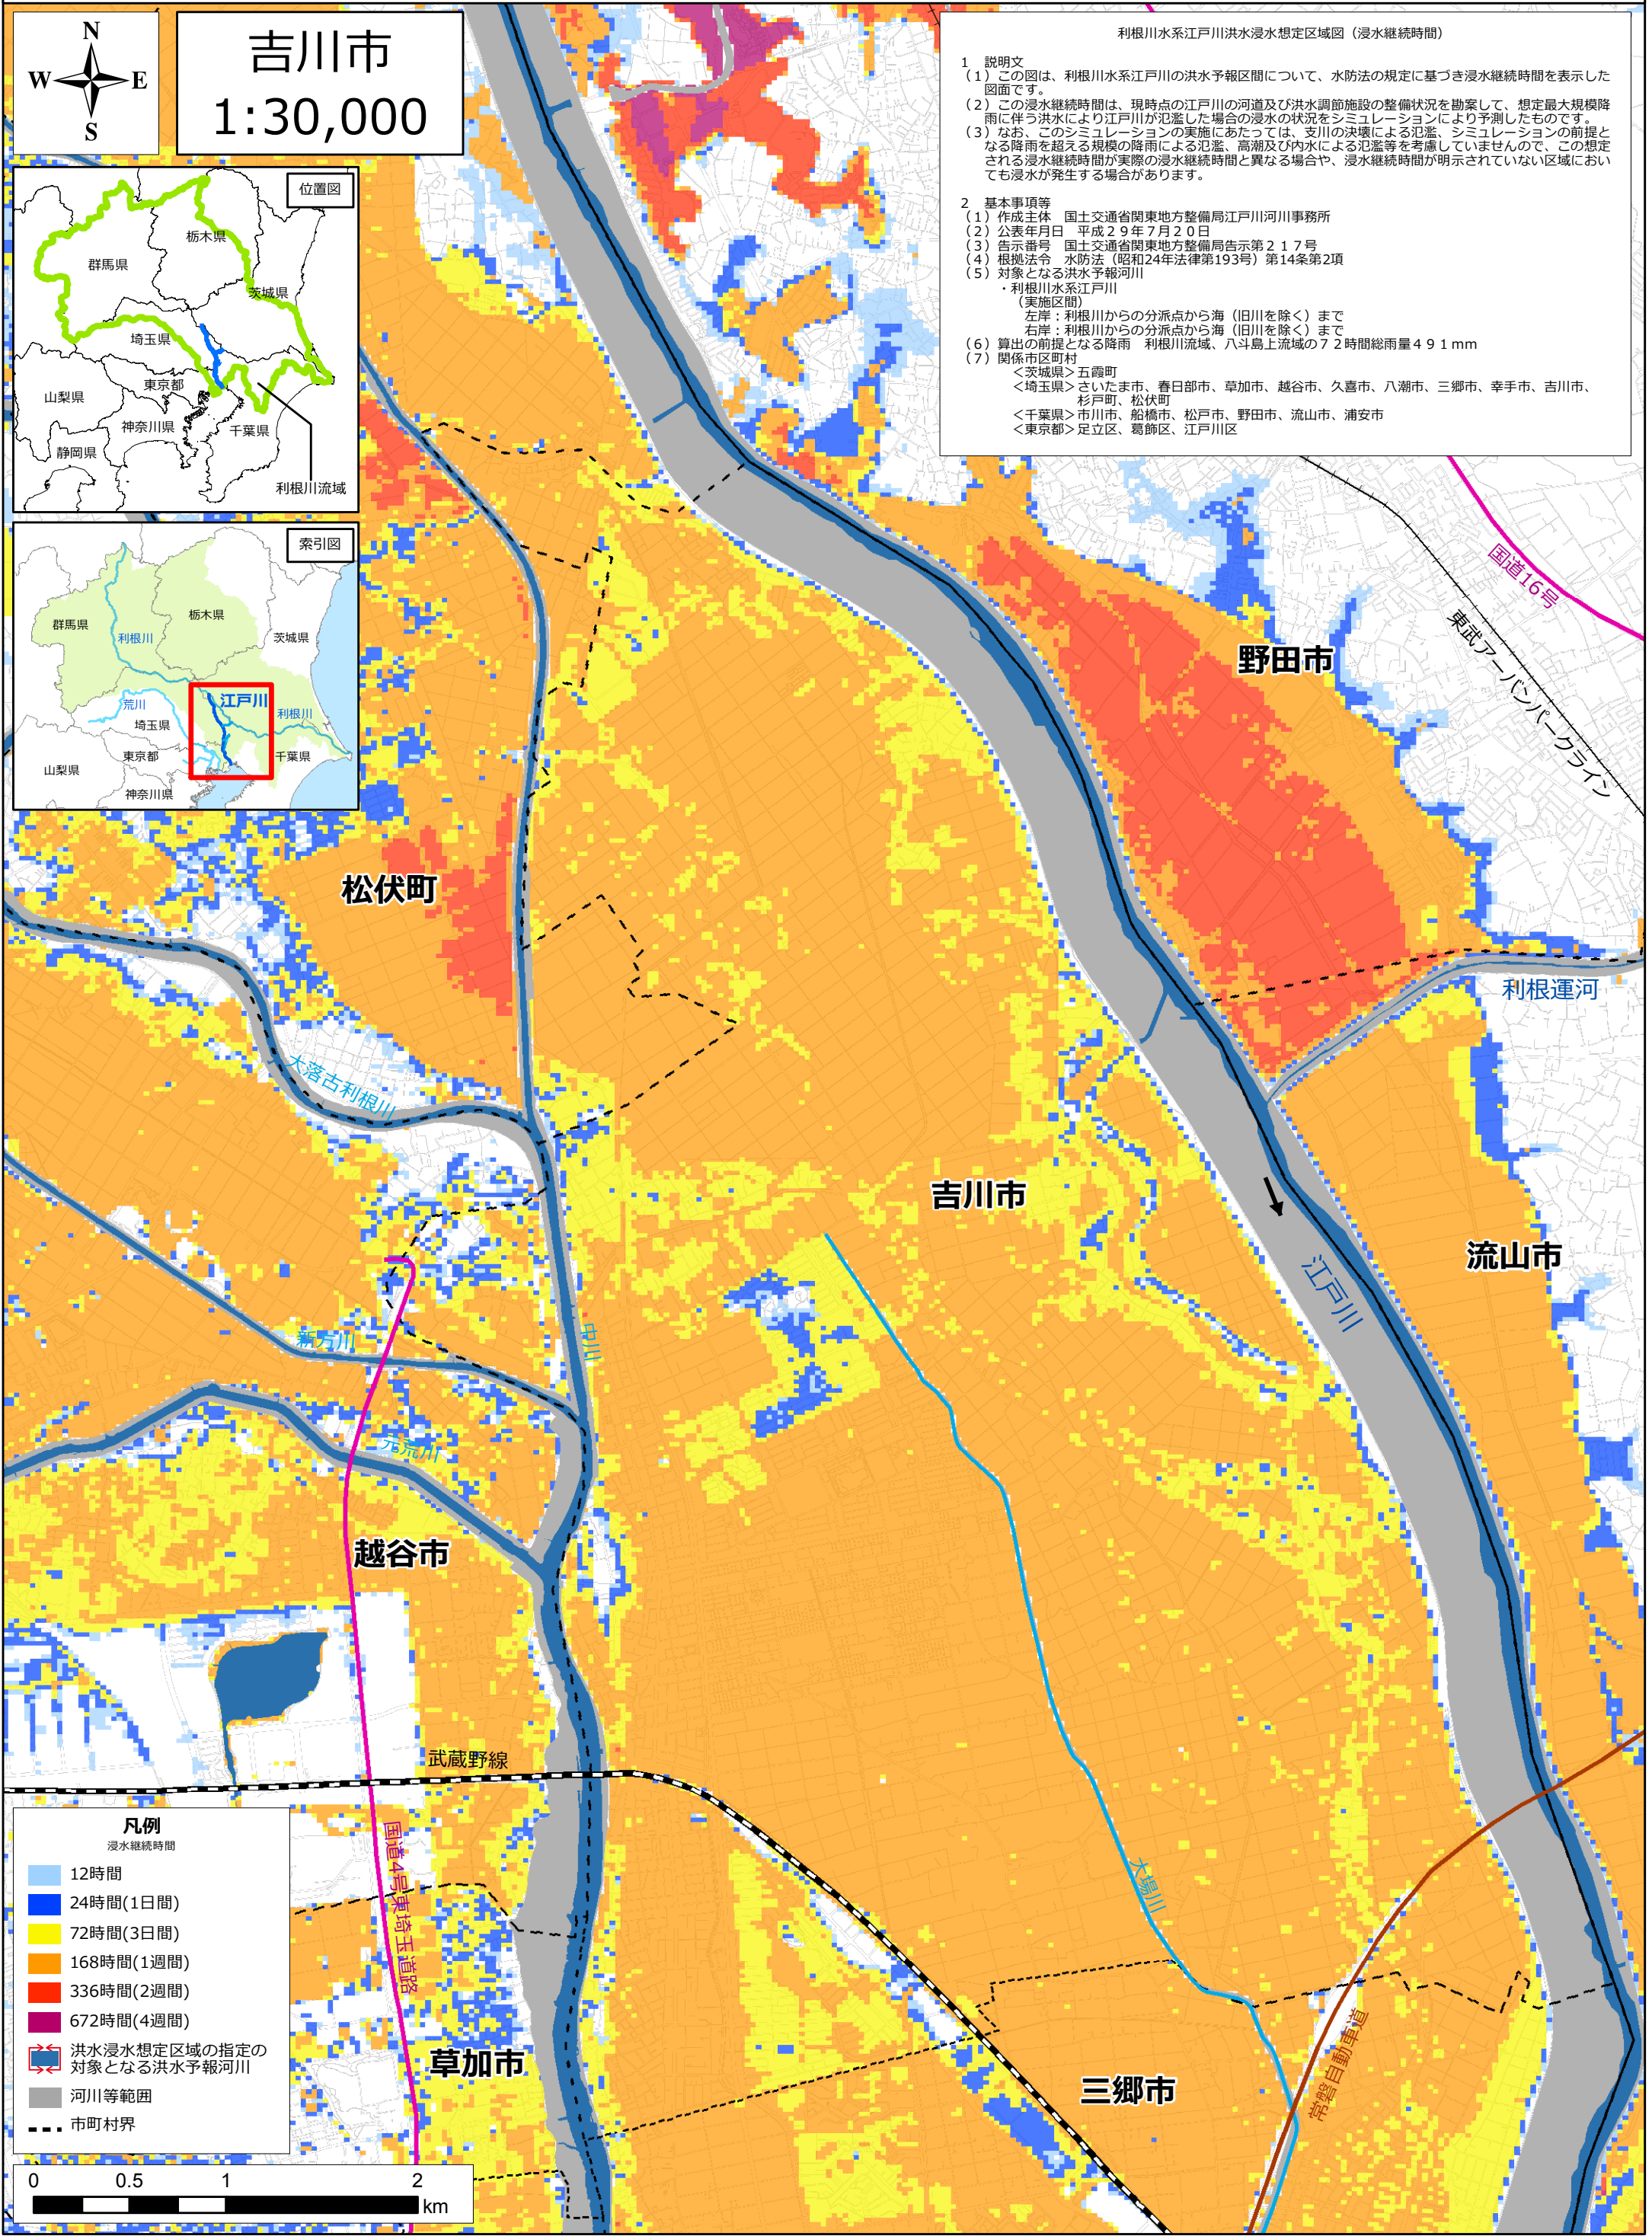 N
W
E
S
吉川市
1:30,000
利根川水系江戸川洪水浸水想定区域図（浸水継続時間）
1　説明文
（1）この図は、利根川水系江戸川の洪水予報区間について、水防法の規定に基づき浸水継続時間を表示した
図面です。
（2）この浸水継続時間は、現時点の江戸川の河道及び洪水調節施設の整備状況を勘案して、想定最大規模降
雨に伴う洪水により江戸川が氾濫した場合の浸水の状況をシミュレーションにより予測したものです。
（3）なお、このシミュレーションの実施にあたっては、支川の決壊による氾濫、シミュレーションの前提と
なる降雨を超える規模の降雨による氾濫、高潮及び内水による氾濫等を考慮していませんので、この想定
される浸水継続時間が実際の浸水継続時間と異なる場合や、浸水継続時間が明示されていない区域におい
ても浸水が発生する場合があります。
2　基本事項等
（1）作成主体　国土交通省関東地方整備局江戸川河川事務所
（2）公表年月日　平成２９年７月２０日
（3）告示番号　国土交通省関東地方整備局告示第２１７号
（4）根拠法令　水防法（昭和24年法律第193号）第14条第2項
（5）対象となる洪水予報河川
・利根川水系江戸川
（実施区間）
左岸：利根川からの分派点から海（旧川を除く）まで
右岸：利根川からの分派点から海（旧川を除く）まで
（6）算出の前提となる降雨　利根川流域、八斗島上流域の７２時間総雨量４９１mm
（7）関係市区町村
＜茨城県＞五霞町
＜埼玉県＞さいたま市、春日部市、草加市、越谷市、久喜市、八潮市、三郷市、幸手市、吉川市、
杉戸町、松伏町
＜千葉県＞市川市、船橋市、松戸市、野田市、流山市、浦安市
＜東京都＞足立区、葛飾区、江戸川区
位置図
栃木県
群馬県
茨城県
埼玉県
東京都
山梨県
神奈川県
千葉県
静岡県
利根川流域
索引図
栃木県
群馬県
利根川
茨城県
江戸川
荒川
利根川
埼玉県
東京都
千葉県
山梨県
神奈川県
国道16号
東武アーバンパークライン
野田市
松伏町
利根運河
大落古利根川
吉川市
流山市
江戸川
新方川
中川
元荒川
越谷市
武蔵野線
国道4号東埼玉道路
大場川
草加市
三郷市
常磐自動車道
凡例
浸水継続時間
12時間
24時間(1日間)
72時間(3日間)
168時間(1週間)
336時間(2週間)
672時間(4週間)
洪水浸水想定区域の指定の
対象となる洪水予報河川
河川等範囲
市町村界
0 0.5 1 2
km